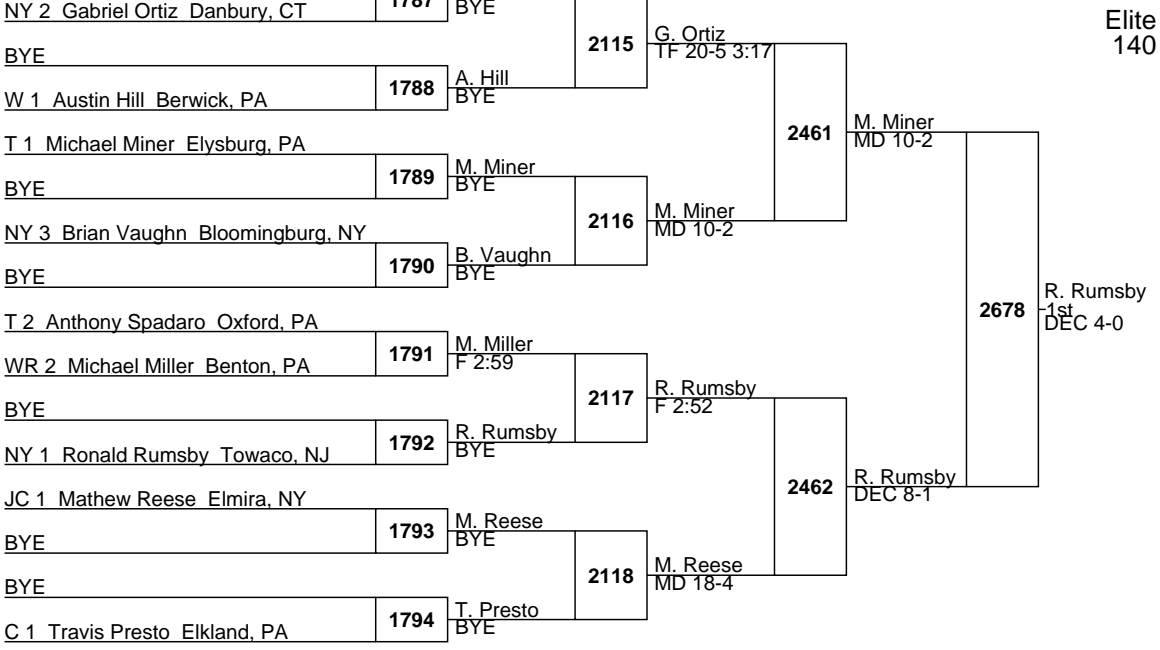 NY 2 Gabriel Ortiz Danbury, CT
1787
BYE
Elite
140
BYE
W 1 Austin Hill Berwick, PA
1788
A. Hill
BYE
2115
G. Ortiz
TF 20-5 3:17
T 1 Michael Miner Elysburg, PA
BYE
1789
M. Miner
BYE
2461
M. Miner
MD 10-2
NY 3 Brian Vaughn Bloomingburg, NY
BYE
1790
B. Vaughn
BYE
2116
M. Miner
MD 10-2
2678
R. Rumsby
1st
DEC 4-0
T 2 Anthony Spadaro Oxford, PA
WR 2 Michael Miller Benton, PA
1791
M. Miller
F 2:59
2117
R. Rumsby
F 2:52
BYE
NY 1 Ronald Rumsby Towaco, NJ
1792
R. Rumsby
BYE
2462
R. Rumsby
DEC 8-1
JC 1 Mathew Reese Elmira, NY
BYE
1793
M. Reese
BYE
2118
M. Reese
MD 18-4
BYE
C 1 Travis Presto Elkland, PA
1794
T. Presto
BYE